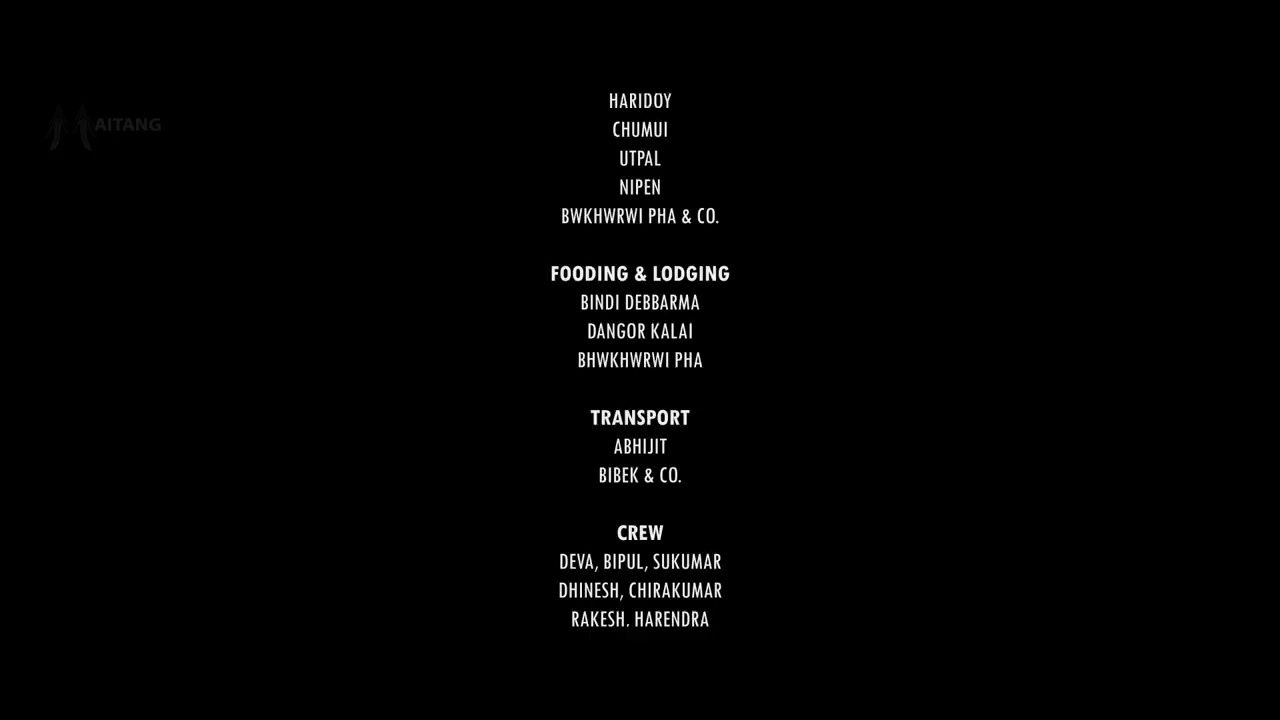 MAITANG
HARIDOY
CHUMUI
UTPAL
NIPEN
BWKHWRWI PHA & CO.
FOODING & LODGING
BINDI DEBBARMA
DANGOR KALAI
BHWKHWRWI PHA
TRANSPORT
ABHIJIT
BIBEK & CO.
CREW
DEVA, BIPUL, SUKUMAR
DHINESH, CHIRAKUMAR
RAKESH, HARENDRA